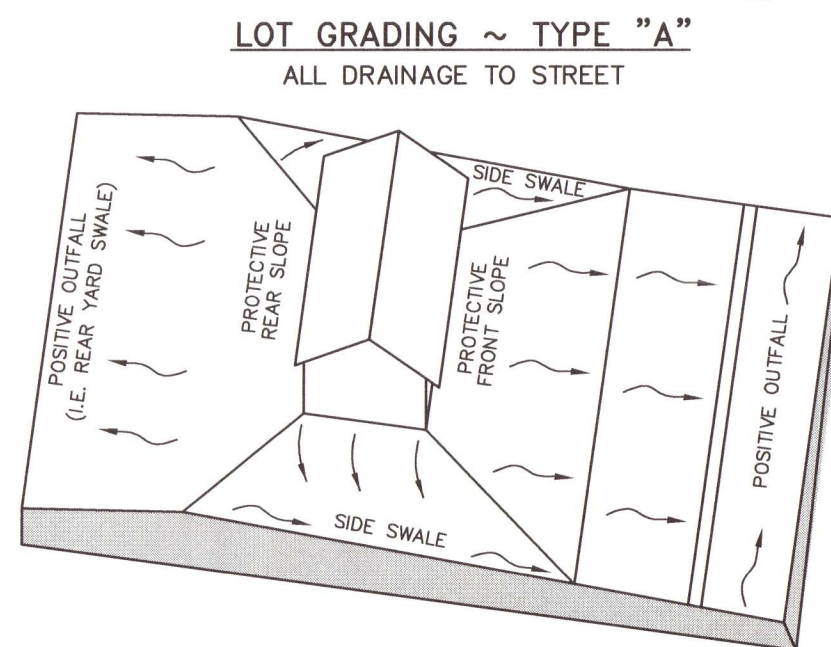 LOT GRADING ~ TYPE "A"
ALL DRAINAGE TO STREET
SIDE SWALE
POSITIVE OUTFALL
(I.E. REAR YARD SWALE)
PROTECTIVE
REAR SLOPE
PROTECTIVE
FRONT SLOPE
POSITIVE OUTFALL
SIDE SWALE